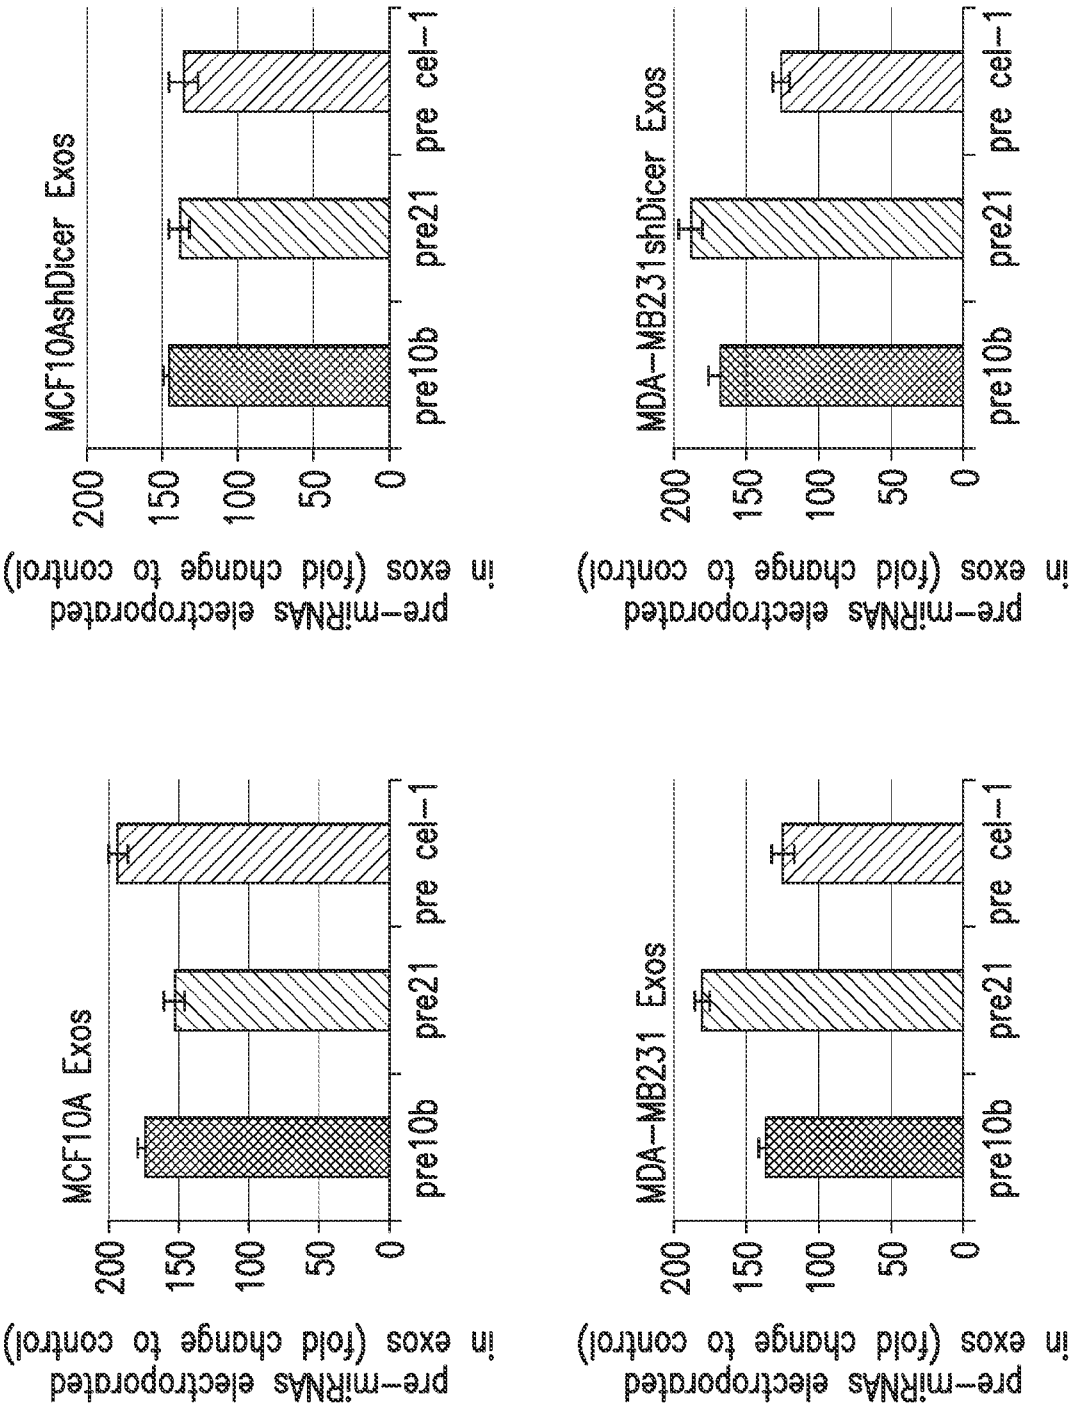 MCF10AshDicer Exos
pre-miRNAs electroporated
in exos (fold change to control)
200
150
100
50
0
pre10b
pre21
pre cel-1
MDA-MB231shDicer Exos
pre-miRNAs electroporated
in exos (fold change to control)
200
150
100
50
0
pre10b
pre21
pre cel-1
MCF10A Exos
pre-miRNAs electroporated
in exos (fold change to control)
200
150
100
50
0
pre10b
pre21
pre cel-1
MDA-MB231 Exos
pre-miRNAs electroporated
in exos (fold change to control)
200
150
100
50
0
pre10b
pre21
pre cel-1